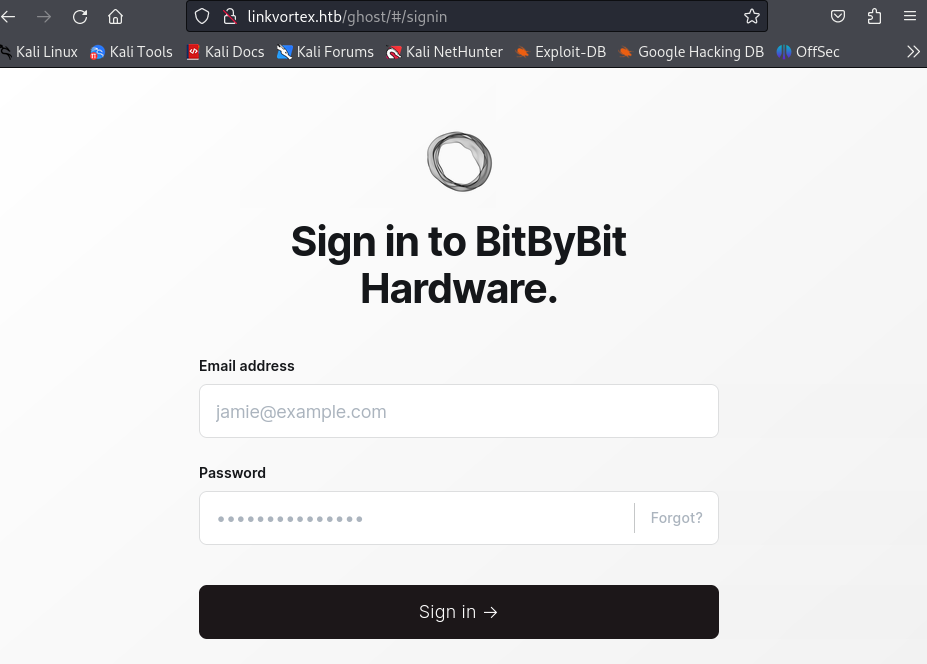 linkvortex.htb/ghost/#/signin
Kali Linux Kali Tools Kali Docs Kali Forums Kali NetHunter Exploit-DB Google Hacking DB OffSec
Sign in to BitByBit
Hardware.
Email address
jamie@example.com
Password
•••••••••••••••
Forgot?
Sign in →